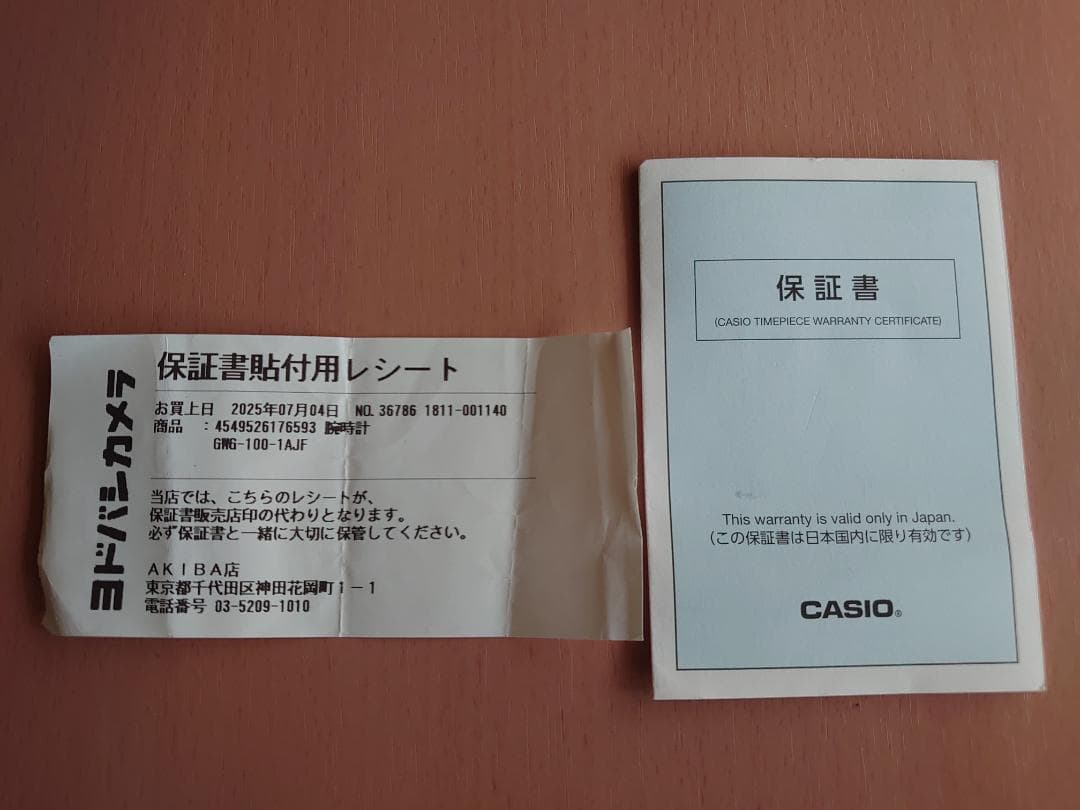 ヨドバシカメラ
保証書貼付用レシート
お買上日 2025年07月04日 NO. 36786 1811-001140
商品 : 4549526176593 腕時計
GWG-100-1AJF
当店では、こちらのレシートが、
保証書販売店印の代わりとなります。
必ず保証書と一緒に大切に保管してください。
AKIBA店
東京都千代田区神田花岡町1-1
電話番号 03-5209-1010
保証書
(CASIO TIMEPIECE WARRANTY CERTIFICATE)
This warranty is valid only in Japan.
(この保証書は日本国内に限り有効です)
CASIO®